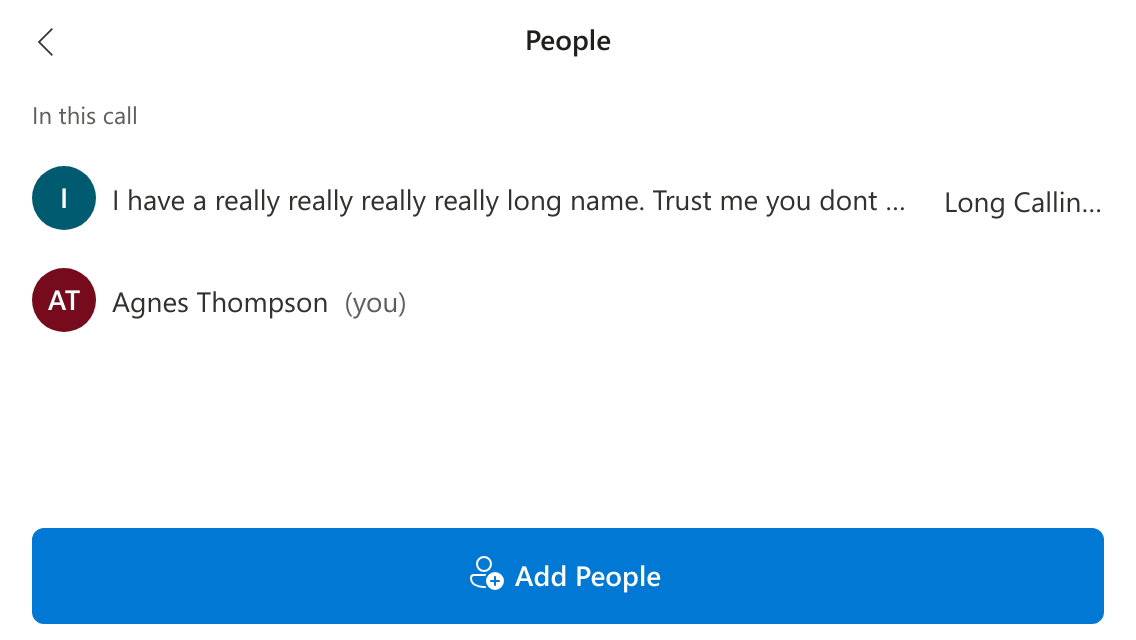 People
In this call
I I have a really really really really long name. Trust me you dont ... Long Callin...
AT Agnes Thompson (you)
Add People